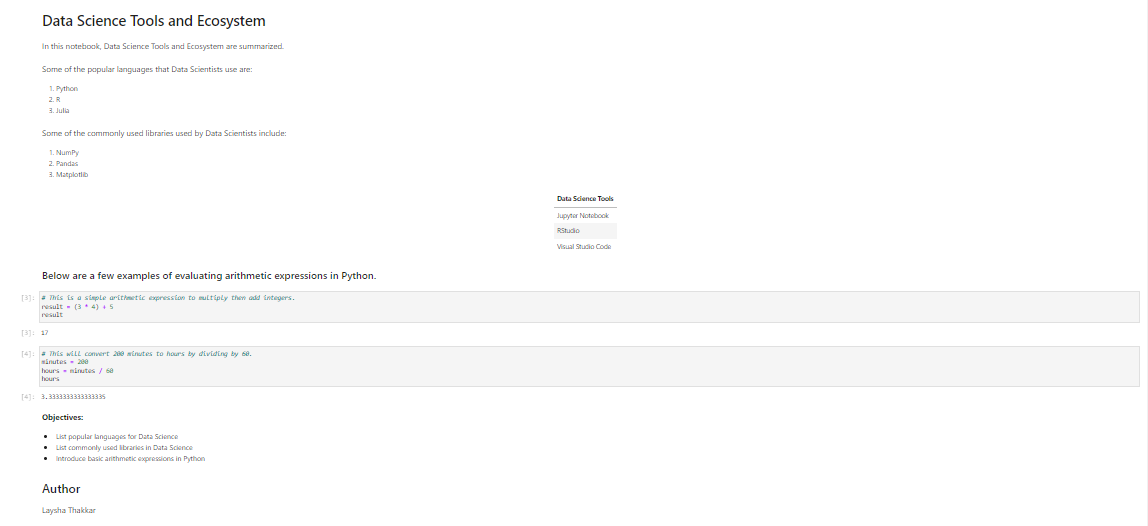 Data Science Tools and Ecosystem
In this notebook, Data Science Tools and Ecosystem are summarized.
Some of the popular languages that Data Scientists use are:
1. Python
2. R
3. Julia
Some of the commonly used libraries used by Data Scientists include:
1. NumPy
2. Pandas
3. Matplotlib
Data Science Tools
Jupyter Notebook
RStudio
Visual Studio Code
Below are a few examples of evaluating arithmetic expressions in Python.
[3]: # This is a simple arithmetic expression to multiply then add integers.
result = (3 * 4) + 5
result
[3]: 17
[4]: # This will convert 200 minutes to hours by dividing by 60.
minutes = 200
hours = minutes / 60
hours
[4]: 3.3333333333333335
Objectives:
• List popular languages for Data Science
• List commonly used libraries in Data Science
• Introduce basic arithmetic expressions in Python
Author
Laysha Thakkar